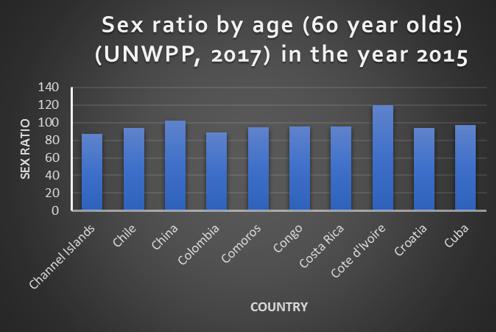 Sex ratio by age (60 year olds)
(UNWPP, 2017) in the year 2015
SEX RATIO
140
120
100
80
60
40
20
0
Channel Islands
Chile
China
Colombia
Comoros
Congo
Costa Rica
Cote d'Ivoire
Croatia
Cuba
COUNTRY